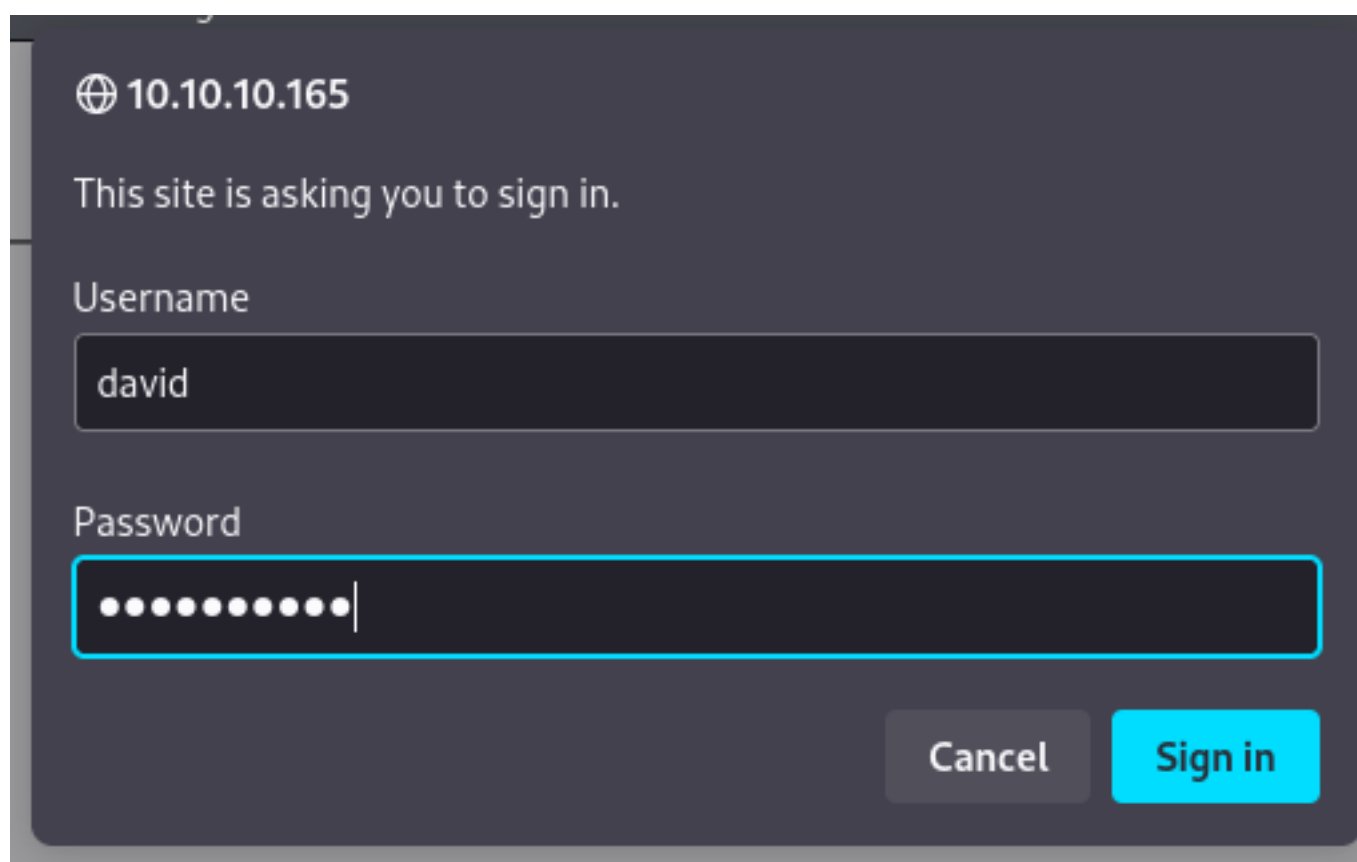 10.10.10.165
This site is asking you to sign in.
Username
david
Password
••••••••••
Cancel Sign in